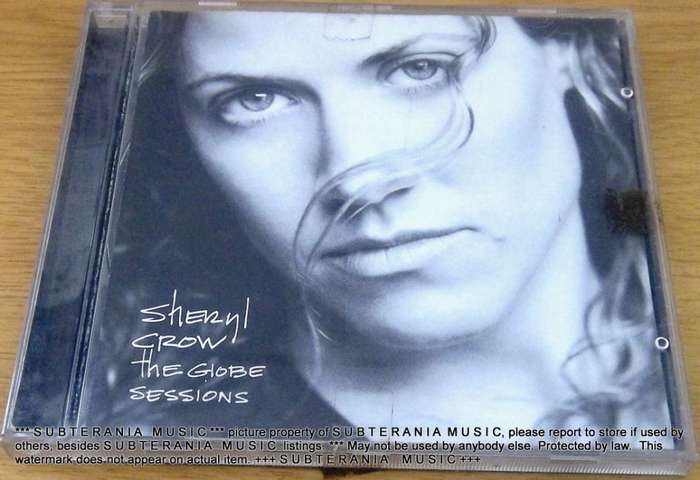 Sheryl
Crow
The Globe
Sessions
*** S U B T E R A N I A   M U S I C *** picture property of S U B T E R A N I A  M U S I C, please report to store if used by
others, besides S U B T E R A N I A   M U S I C  listings  *** May not be used by anybody else. Protected by law.  This
watermark does not appear on actual item.  +++ S U B T E R A N I A   M U S I C +++